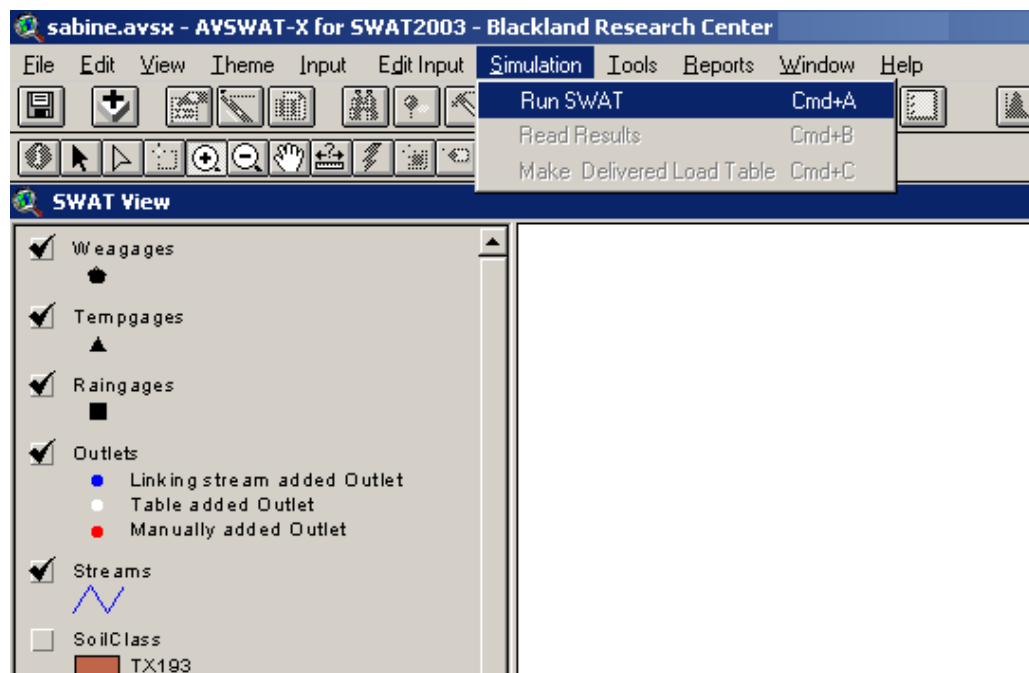 sabine.avsx - AVSWAT-X for SWAT2003 - Blackland Research Center
File Edit View Theme Input Edit Input Simulation Tools Reports Window Help
Run SWAT Cmd+A
Read Results Cmd+B
Make Delivered Load Table Cmd+C
SWAT View
Weagages
Tempgages
Raingages
Outlets
Linking stream added Outlet
Table added Outlet
Manually added Outlet
Streams
SoilClass
TX193